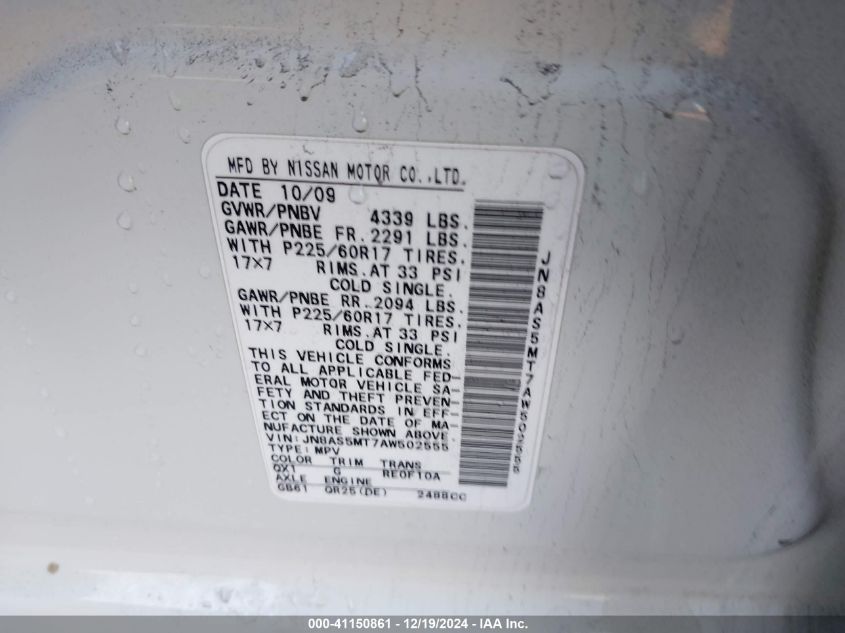 MFD BY NISSAN MOTOR CO.,LTD.
DATE 10/09
GVWR/PNBV 4339 LBS.
GAWR/PNBE FR.2291 LBS.
WITH P225/60R17 TIRES.
17×7 RIMS.AT 33 PSI
COLD SINGLE.
GAWR/PNBE RR.2094 LBS.
WITH P225/60R17 TIRES.
17×7 RIMS.AT 33 PSI
COLD SINGLE.
THIS VEHICLE CONFORMS
TO ALL APPLICABLE FED-
ERAL MOTOR VEHICLE SA-
FETY AND THEFT PREVEN-
TION STANDARDS IN EFF-
ECT ON THE DATE OF MA-
NUFACTURE SHOWN ABOVE.
VIN:JN8AS5MT7AW502555
TYPE:MPV
COLOR TRIM TRANS
QX1 G RE0F10A
AXLE ENGINE
GB61 QR25(DE) 2488CC
JN8AS5MT7AW502555
000-41150861 - 12/19/2024 - IAA Inc.